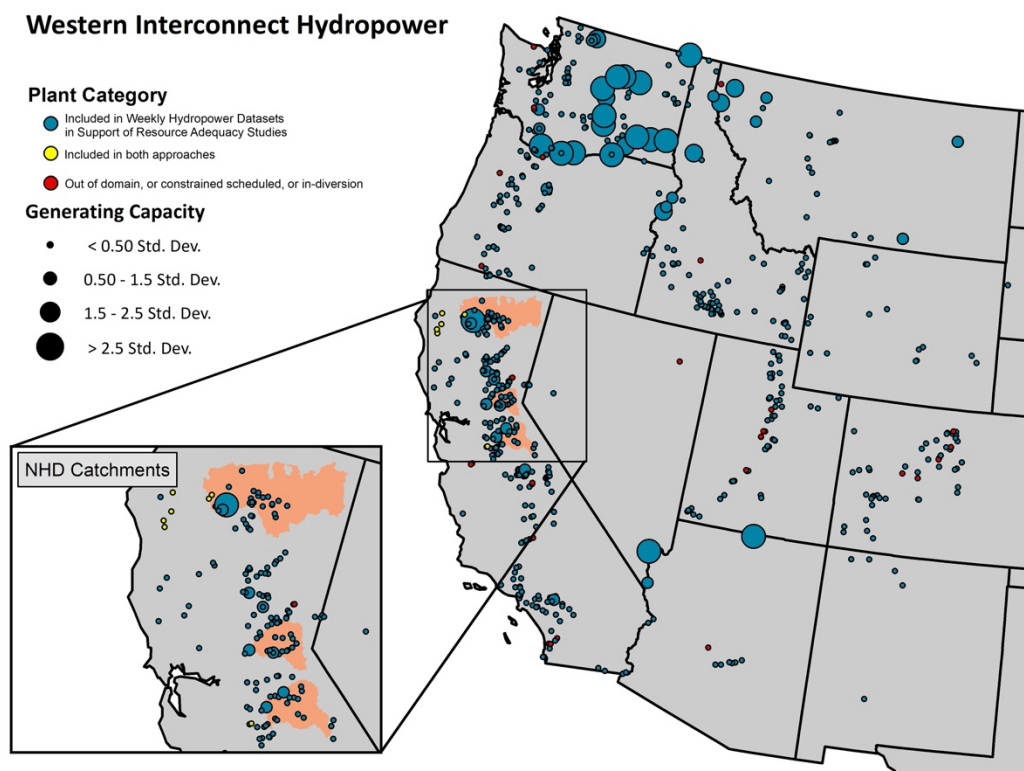 Western Interconnect Hydropower
Plant Category
Included in Weekly Hydropower Datasets
in Support of Resource Adequacy Studies
Included in both approaches
Out of domain, or constrained scheduled, or in-diversion
Generating Capacity
< 0.50 Std. Dev.
0.50 - 1.5 Std. Dev.
1.5 - 2.5 Std. Dev.
> 2.5 Std. Dev.
NHD Catchments